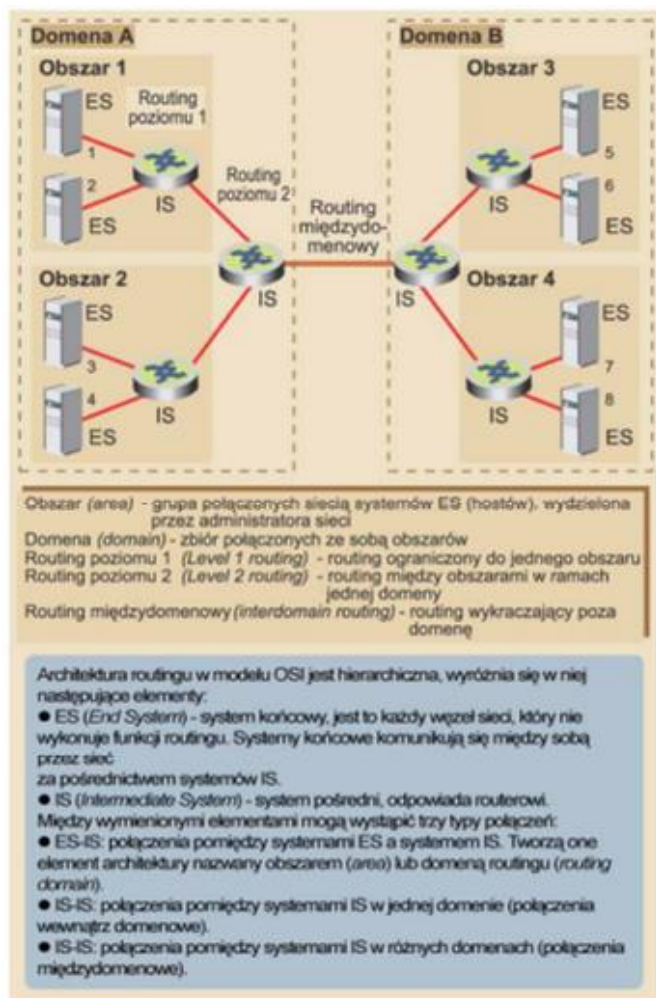 Domena A
Domena B
Obszar 1
Obszar 3
ES
Routing
poziomu 1
ES
1
5
2
Routing
poziomu 2
6
IS
IS
ES
Routing
międzydo-
menowy
ES
Obszar 2
Obszar 4
IS
IS
ES
ES
3
7
4
8
IS
IS
ES
ES
Obszar (area) - grupa połączonych siecią systemów ES (hostów), wydzielona
przez administratora sieci
Domena (domain) - zbiór połączonych ze sobą obszarów
Routing poziomu 1 (Level 1 routing) - routing ograniczony do jednego obszaru
Routing poziomu 2 (Level 2 routing) - routing między obszarami w ramach
jednej domeny
Routing międzydomenowy (interdomain routing) - routing wykraczający poza
domenę
Architektura routingu w modelu OSI jest hierarchiczna, wyróżnia się w niej
następujące elementy:
● ES (End System) - system końcowy, jest to każdy węzeł sieci, który nie
wykonuje funkcji routingu. Systemy końcowe komunikują się między sobą
przez sieć
za pośrednictwem systemów IS.
● IS (Intermediate System) - system pośredni, odpowiada routerowi.
Między wymienionymi elementami mogą wystąpić trzy typy połączeń:
● ES-IS: połączenia pomiędzy systemami ES a systemem IS. Tworzą one
element architektury nazwany obszarem (area) lub domeną routingu (routing
domain).
● IS-IS: połączenia pomiędzy systemami IS w jednej domenie (połączenia
wewnątrz domenowe).
● IS-IS: połączenia pomiędzy systemami IS w różnych domenach (połączenia
międzydomenowe).